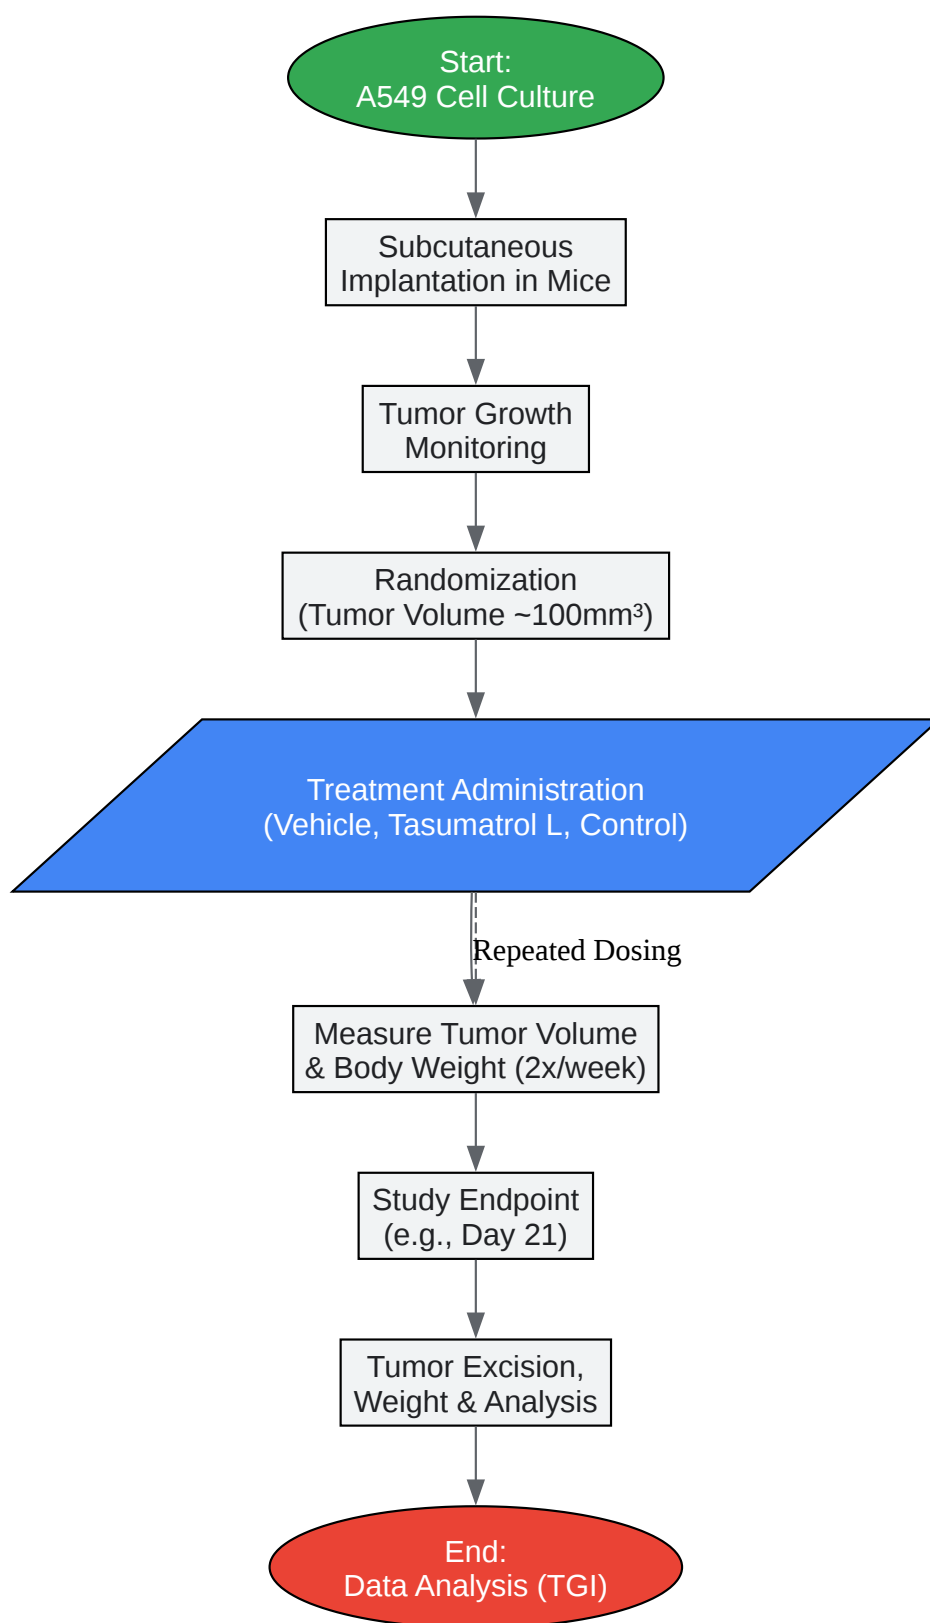 Start:
A549 Cell Culture
Subcutaneous
Implantation in Mice
Tumor Growth
Monitoring
Randomization
(Tumor Volume ~100mm³)
Treatment Administration
(Vehicle, Tasumatrol L, Control)
Repeated Dosing
Measure Tumor Volume
& Body Weight (2x/week)
Study Endpoint
(e.g., Day 21)
Tumor Excision,
Weight & Analysis
End:
Data Analysis (TGI)